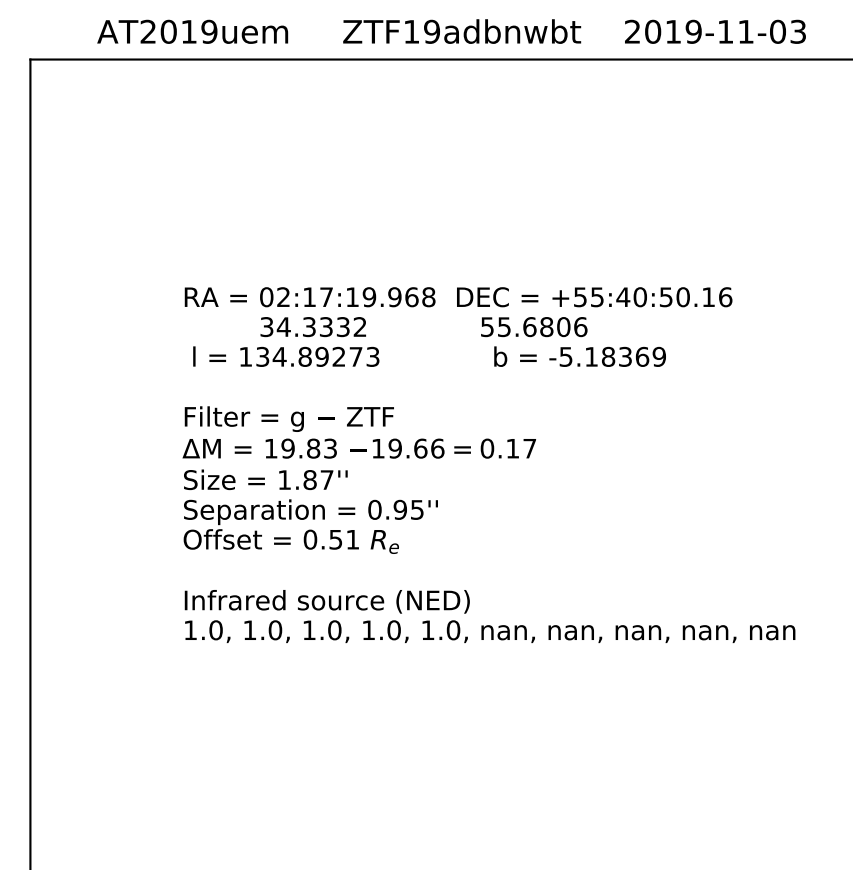 AT2019uem ZTF19adbnwbt 2019-11-03
RA = 02:17:19.968 DEC = +55:40:50.16
34.3332 55.6806
l = 134.89273 b = -5.18369
Filter = g − ZTF
ΔM = 19.83 −19.66 = 0.17
Size = 1.87''
Separation = 0.95''
Offset = 0.51 Re
Infrared source (NED)
1.0, 1.0, 1.0, 1.0, 1.0, nan, nan, nan, nan, nan